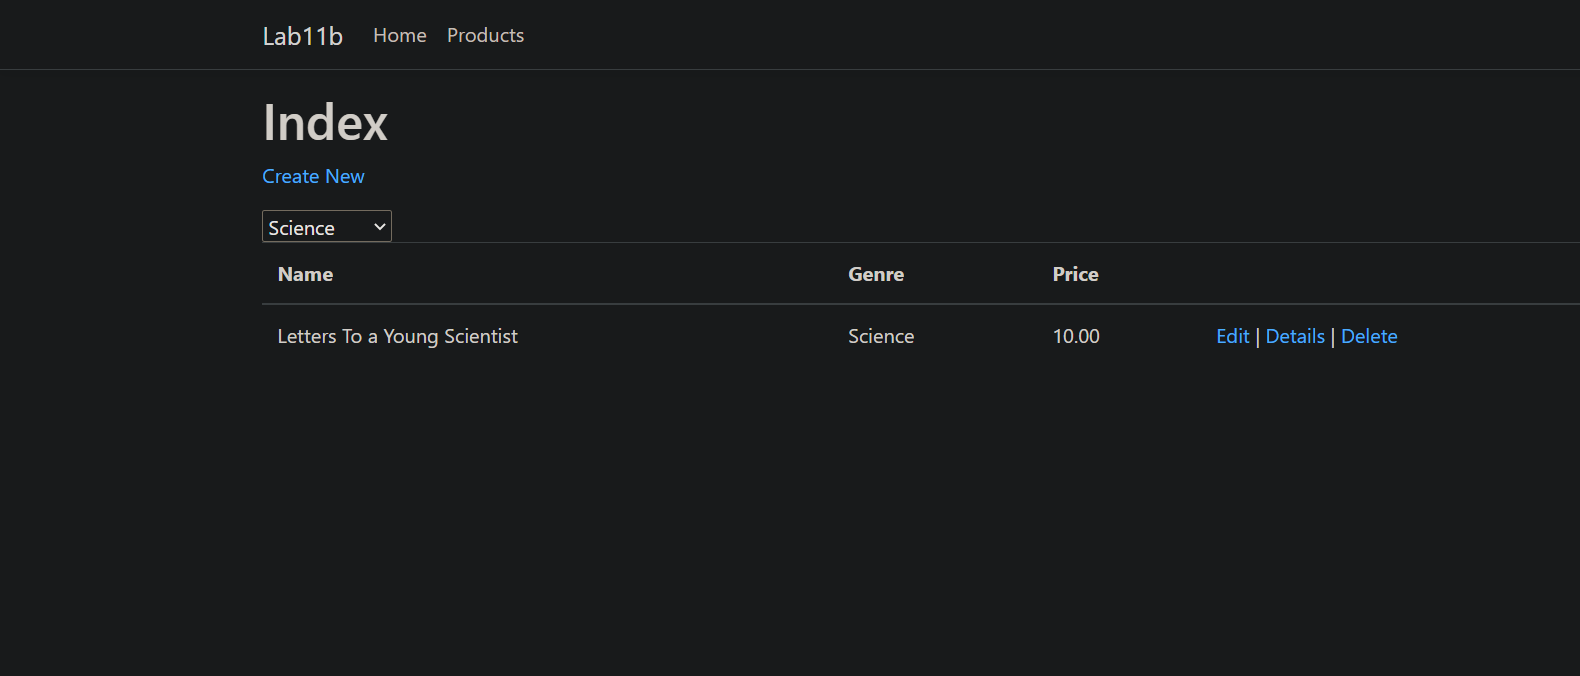 Lab11b Home Products
Index
Create New
Science
Name Genre Price
Letters To a Young Scientist Science 10.00 Edit | Details | Delete